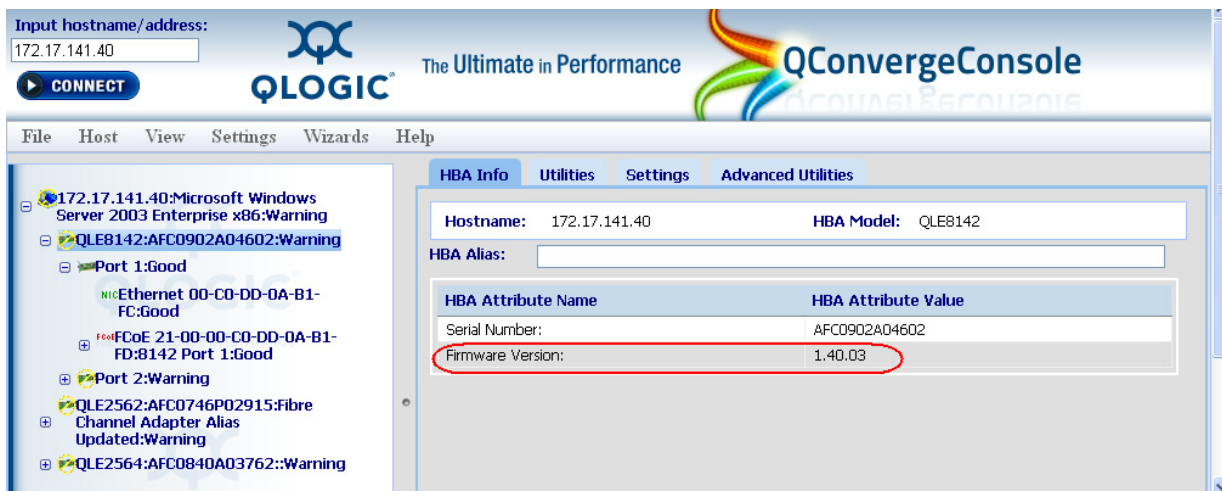 Input hostname/address:
172.17.141.40
CONNECT
QLOGIC
The Ultimate in Performance
QConvergeConsole
File Host View Settings Wizards Help
172.17.141.40:Microsoft Windows
Server 2003 Enterprise x86:Warning
QLE8142:AFC0902A04602:Warning
Port 1:Good
NIC Ethernet 00-C0-DD-0A-B1-
FC:Good
FCoE FCoE 21-00-00-C0-DD-0A-B1-
FD:8142 Port 1:Good
Port 2:Warning
QLE2562:AFC0746P02915:Fibre
Channel Adapter Alias
Updated:Warning
QLE2564:AFC0840A03762::Warning
HBA Info Utilities Settings Advanced Utilities
Hostname: 172.17.141.40 HBA Model: QLE8142
HBA Alias:
HBA Attribute Name HBA Attribute Value
Serial Number: AFC0902A04602
Firmware Version: 1.40.03